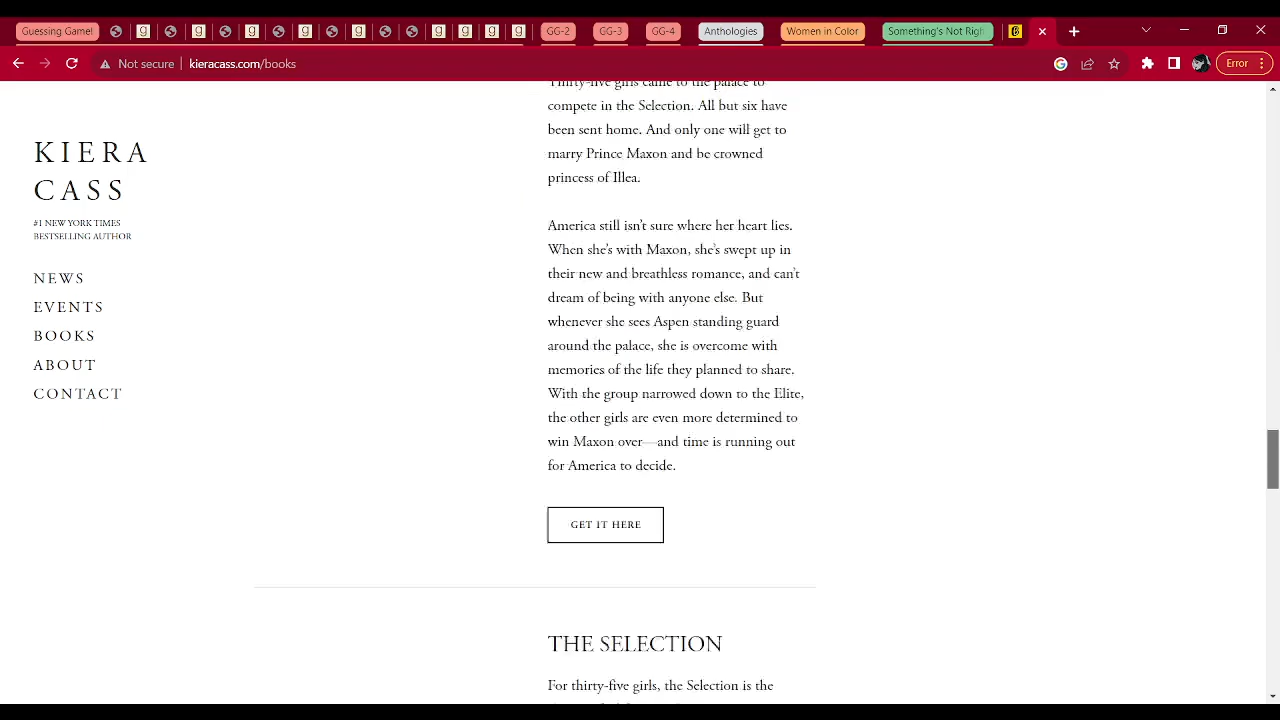 Guessing Game!
GG-2
GG-3
GG-4
Anthologies
Women in Color
Something's Not Righ
Not secure
kieracass.com/books
Error
Thirty-five girls came to the palace to
compete in the Selection. All but six have
been sent home. And only one will get to
marry Prince Maxon and be crowned
princess of Illea.
KIERA
CASS
#1 NEW YORK TIMES
BESTSELLING AUTHOR
NEWS
EVENTS
BOOKS
ABOUT
CONTACT
America still isn't sure where her heart lies.
When she's with Maxon, she's swept up in
their new and breathless romance, and can't
dream of being with anyone else. But
whenever she sees Aspen standing guard
around the palace, she is overcome with
memories of the life they planned to share.
With the group narrowed down to the Elite,
the other girls are even more determined to
win Maxon over—and time is running out
for America to decide.
GET IT HERE
THE SELECTION
For thirty-five girls, the Selection is the